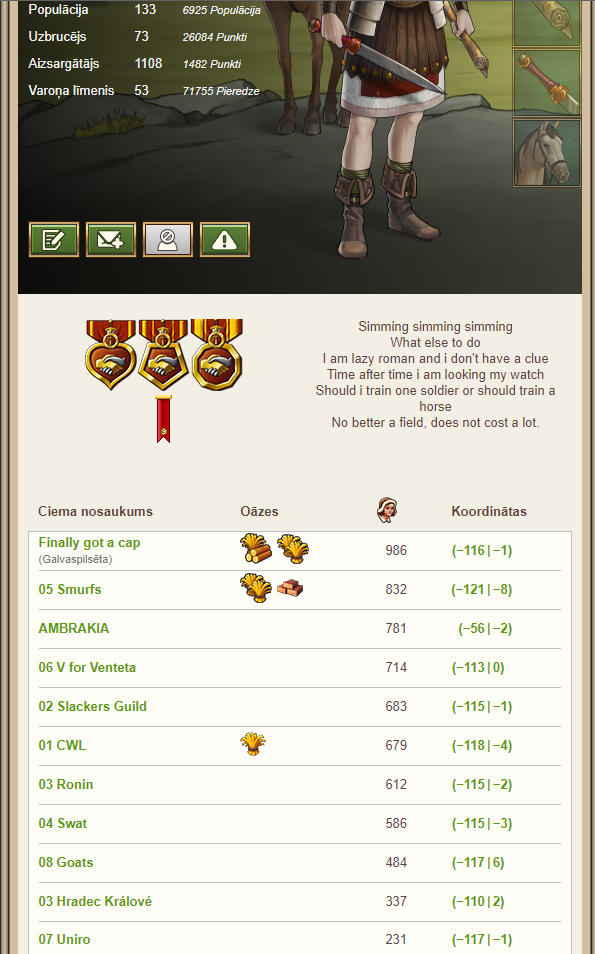 Populācija 133 6925 Populācija
Uzbrucējs 73 26084 Punkti
Aizsargātājs 1108 1482 Punkti
Varoņa līmenis 53 71755 Pieredze
Simming simming simming
What else to do
I am lazy roman and i don't have a clue
Time after time i am looking my watch
Should i train one soldier or should train a
horse
No better a field, does not cost a lot.
9
Ciema nosaukums Oāzes Koordinātas
Finally got a cap 986 (−116|−1)
(Galvaspilsēta)
05 Smurfs 832 (−121|−8)
AMBRAKIA 781 (−56|−2)
06 V for Venteta 714 (−113|0)
02 Slackers Guild 683 (−115|−1)
01 CWL 679 (−118|−4)
03 Ronin 612 (−115|−2)
04 Swat 586 (−115|−3)
08 Goats 484 (−117|6)
03 Hradec Králové 337 (−110|2)
07 Uniro 231 (−117|−1)